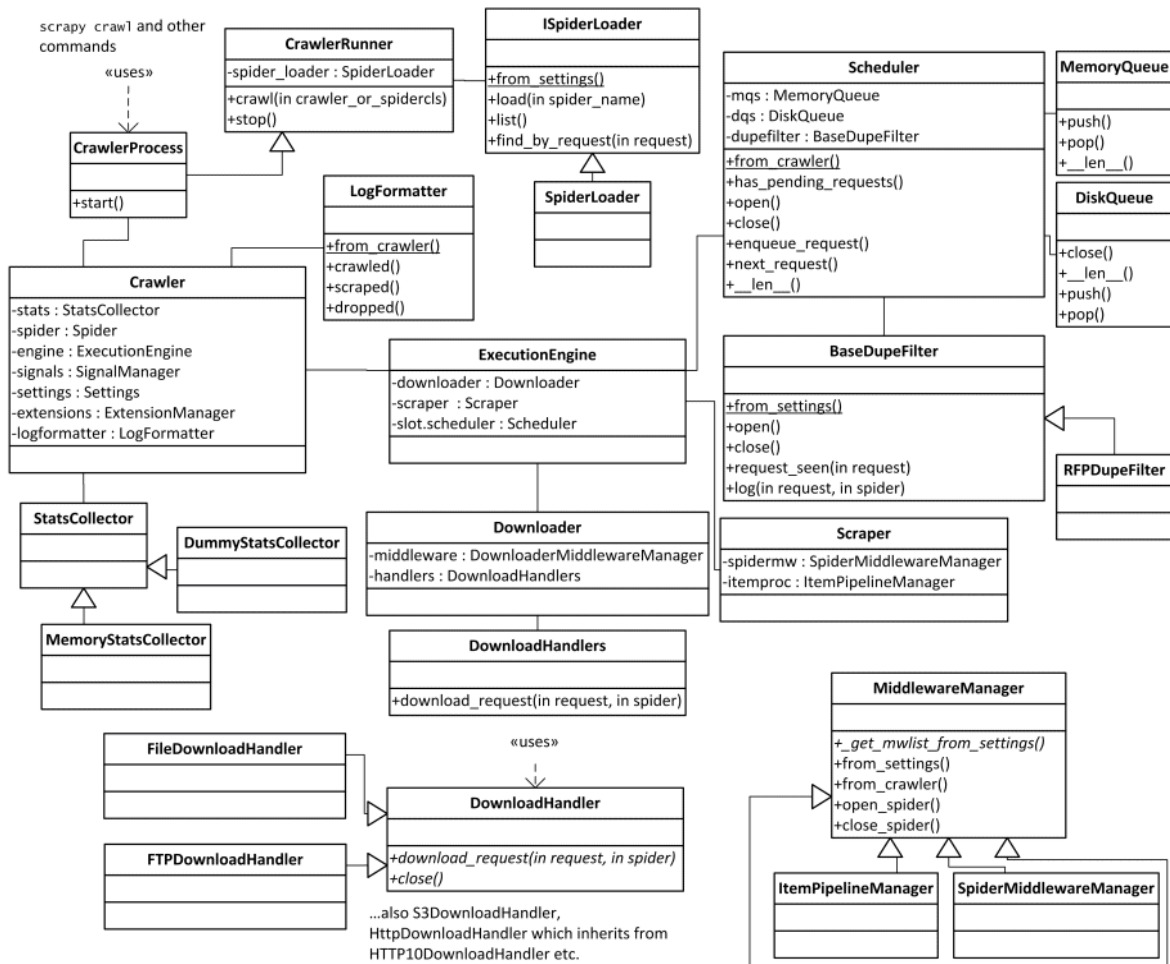 scrapy crawl and other
commands
«uses»
CrawlerProcess
+start()
CrawlerRunner
-spider_loader : SpiderLoader
+crawl(in crawler_or_spidercls)
+stop()
ISpiderLoader
+from_settings()
+load(in spider_name)
+list()
+find_by_request(in request)
SpiderLoader
LogFormatter
+from_crawler()
+crawled()
+scraped()
+dropped()
Scheduler
-mqs : MemoryQueue
-dqs : DiskQueue
-dupefilter : BaseDupeFilter
+from_crawler()
+has_pending_requests()
+open()
+close()
+enqueue_request()
+next_request()
+__len__()
MemoryQueue
+push()
+pop()
+__len__()
DiskQueue
+close()
+__len__()
+push()
+pop()
Crawler
-stats : StatsCollector
-spider : Spider
-engine : ExecutionEngine
-signals : SignalManager
-settings : Settings
-extensions : ExtensionManager
-logformatter : LogFormatter
ExecutionEngine
-downloader : Downloader
-scraper : Scraper
-slot.scheduler : Scheduler
BaseDupeFilter
+from_settings()
+open()
+close()
+request_seen(in request)
+log(in request, in spider)
RFPDupeFilter
StatsCollector
DummyStatsCollector
MemoryStatsCollector
Downloader
-middleware : DownloaderMiddlewareManager
-handlers : DownloadHandlers
Scraper
-spidermw : SpiderMiddlewareManager
-itemproc : ItemPipelineManager
DownloadHandlers
+download_request(in request, in spider)
«uses»
FileDownloadHandler
FTPDownloadHandler
DownloadHandler
+download_request(in request, in spider)
+close()
...also S3DownloadHandler,
HttpDownloadHandler which inherits from
HTTP10DownloadHandler etc.
MiddlewareManager
+_get_mwlist_from_settings()
+from_settings()
+from_crawler()
+open_spider()
+close_spider()
ItemPipelineManager
SpiderMiddlewareManager